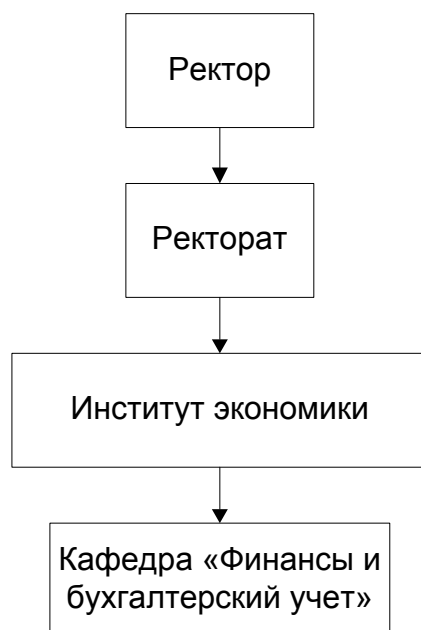 Ректор
Ректорат
Институт экономики
Кафедра «Финансы и
бухгалтерский учет»